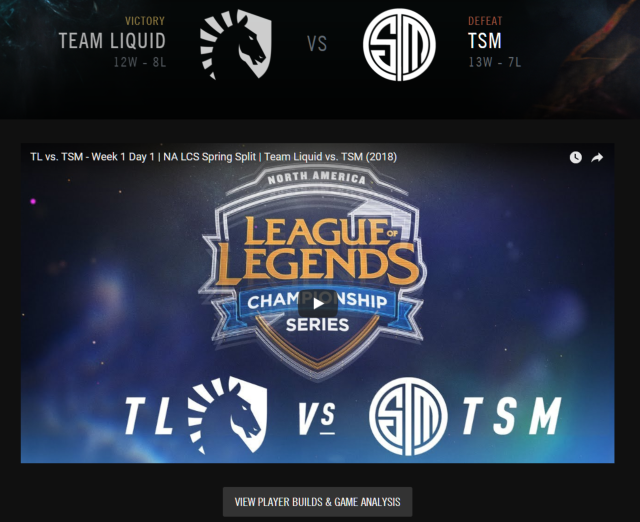 VICTORY
TEAM LIQUID
12W - 8L
VS
DEFEAT
TSM
13W - 7L
TL vs. TSM - Week 1 Day 1 | NA LCS Spring Split | Team Liquid vs. TSM (2018)
NORTH AMERICA
LEAGUE OF
LEGENDS
CHAMPIONSHIP
SERIES
TL VS TSM TSM
VIEW PLAYER BUILDS & GAME ANALYSIS